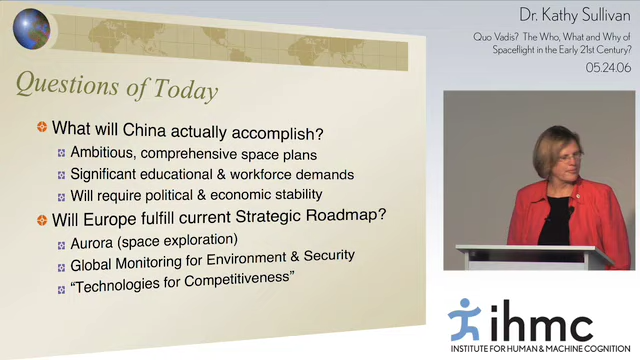 Dr. Kathy Sullivan
Quo Vadis? The Who, What and Why of
Spaceflight in the Early 21st Century?
05.24.06
Questions of Today
What will China actually accomplish?
Ambitious, comprehensive space plans
Significant educational & workforce demands
Will require political & economic stability
Will Europe fulfill current Strategic Roadmap?
Aurora (space exploration)
Global Monitoring for Environment & Security
“Technologies for Competitiveness”
ihmc
INSTITUTE FOR HUMAN & MACHINE COGNITION